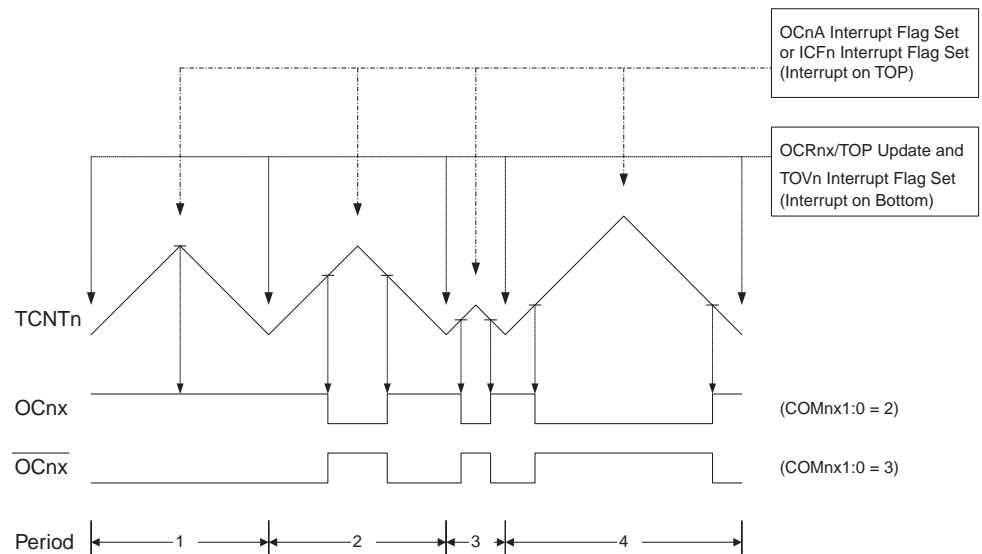 OCnA Interrupt Flag Set
or ICFn Interrupt Flag Set
(Interrupt on TOP)
OCRnx/TOP Update and
TOVn Interrupt Flag Set
(Interrupt on Bottom)
TCNTn
OCnx
(COMnx1:0 = 2)
OCnx
(COMnx1:0 = 3)
Period
1
2
3
4